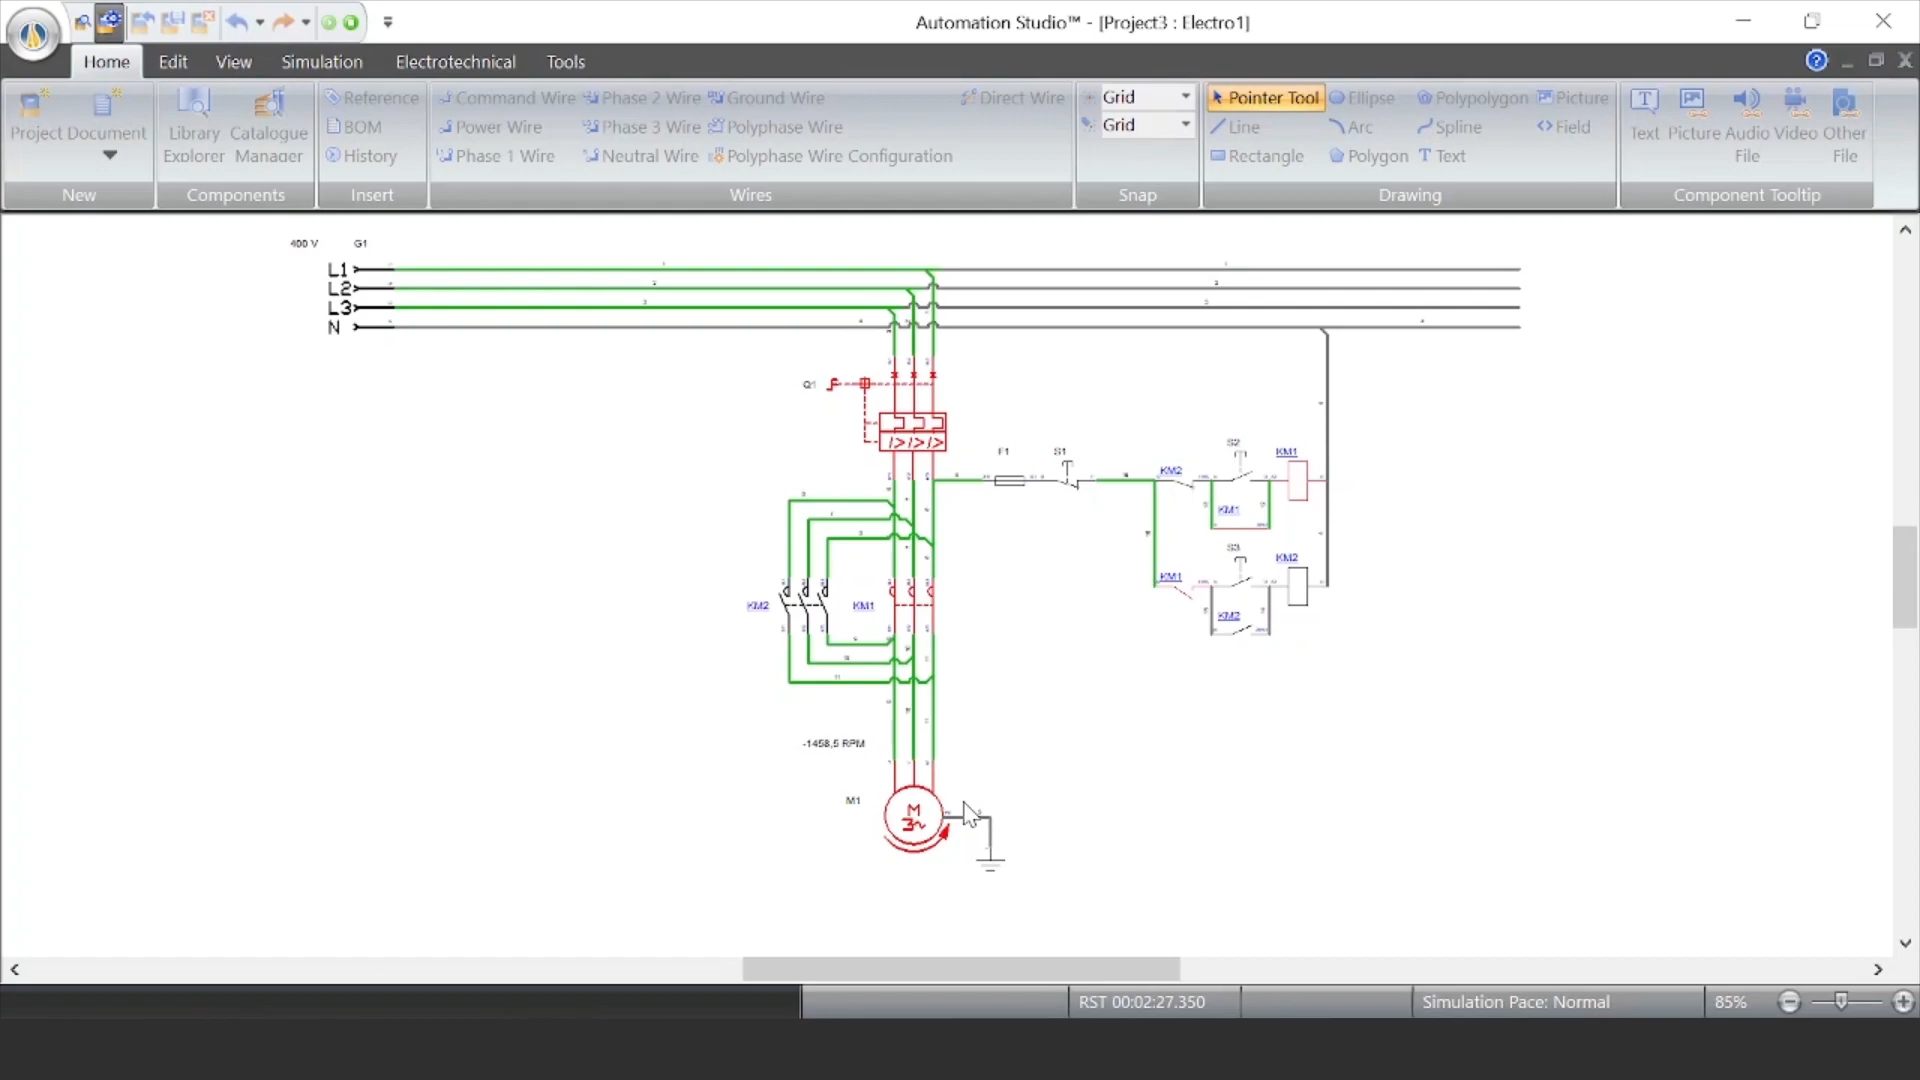 Automation Studio™ - [Project3 : Electro1]
Home Edit View Simulation Electrotechnical Tools
Reference Command Wire Phase 2 Wire Ground Wire Direct Wire Grid Pointer Tool Ellipse Polypolygon Picture
BOM Power Wire Phase 3 Wire Polyphase Wire Grid Line Arc Spline Field
Project Document Library Explorer Catalogue Manager Text Picture Audio File Video Other File
History Phase 1 Wire Neutral Wire Polyphase Wire Configuration Rectangle Polygon Text
New Components Insert Wires Snap Drawing Component Tooltip
400 V G1
L1
L2
L3
N
Q1
I> I> I>
F1 S1 KM2 S2 KM1
KM1
S3 KM2
KM1
KM2
KM2 KM1
-1458,5 RPM
M1
M
3~
RST 00:02:27.350 Simulation Pace: Normal 85%